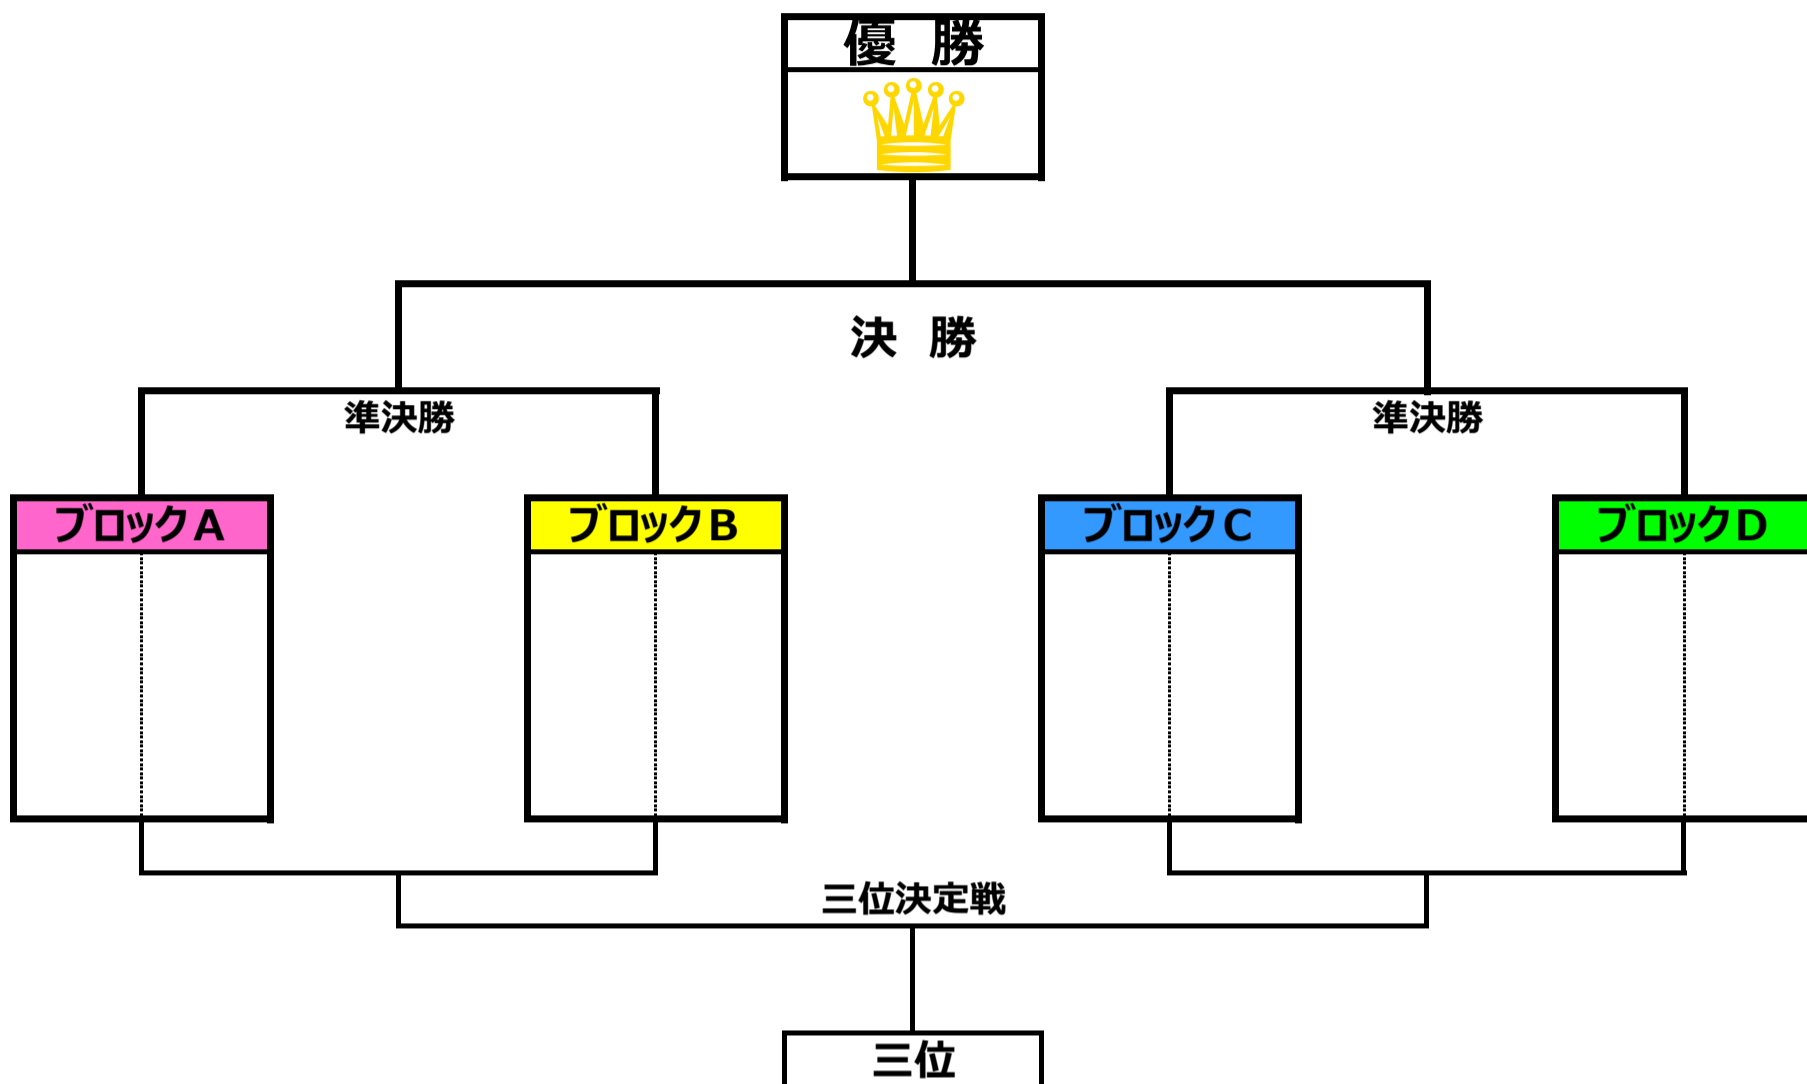 優 勝
決 勝
準決勝
準決勝
ブロックA
ブロックB
ブロックC
ブロックD
三位決定戦
三位